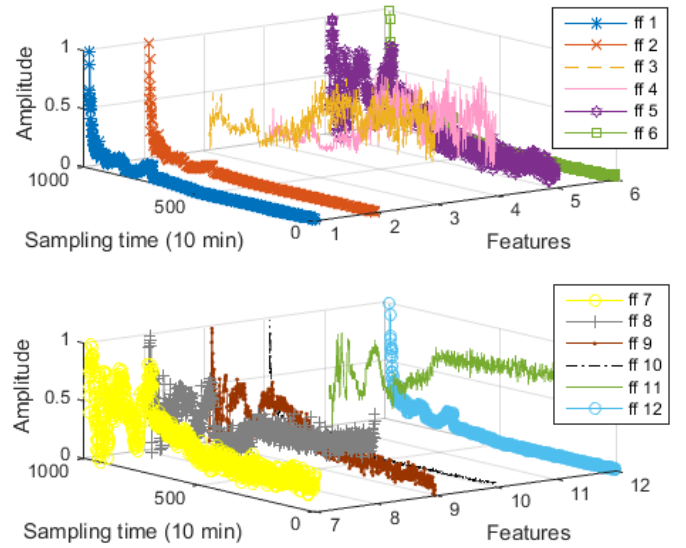 1
0.5
0
Amplitude
1000
500
0
Sampling time (10 min)
1
2
3
4
5
6
Features
ff 1
ff 2
ff 3
ff 4
ff 5
ff 6
1
0.5
0
Amplitude
1000
500
0
Sampling time (10 min)
7
8
9
10
11
12
Features
ff 7
ff 8
ff 9
ff 10
ff 11
ff 12